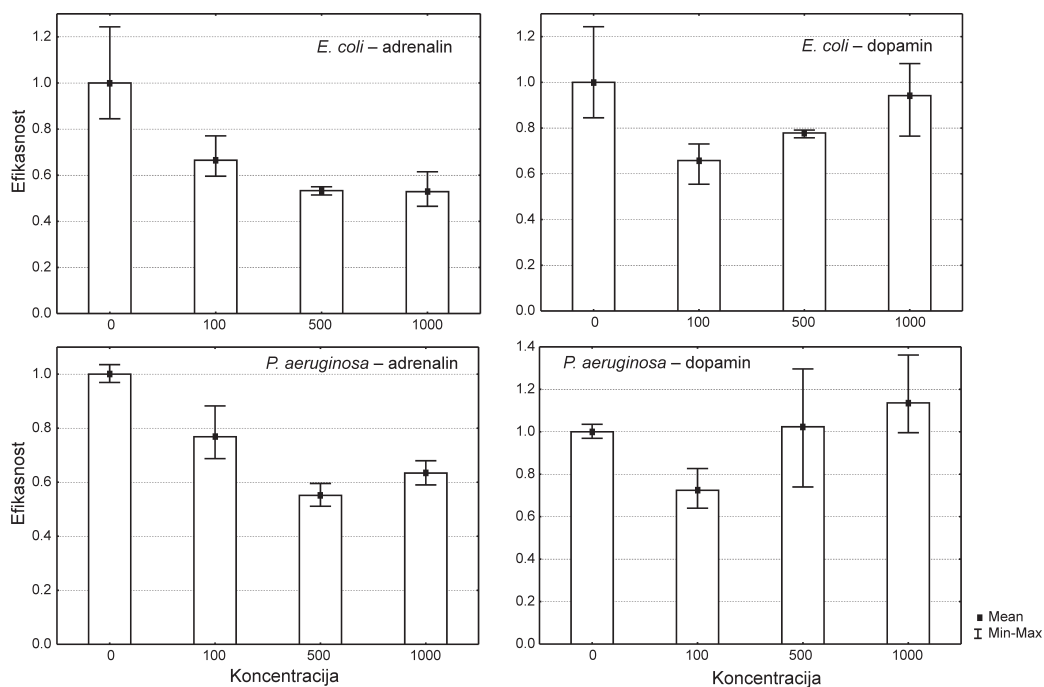 E. coli – adrenalin
Efikasnost
1.2
1.0
0.8
0.6
0.4
0.2
0.0
0 100 500 1000
E. coli – dopamin
1.2
1.0
0.8
0.6
0.4
0.2
0.0
0 100 500 1000
P. aeruginosa – adrenalin
Efikasnost
1.0
0.8
0.6
0.4
0.2
0.0
0 100 500 1000
Koncentracija
P. aeruginosa – dopamin
1.4
1.2
1.0
0.8
0.6
0.4
0.2
0.0
0 100 500 1000
Koncentracija
Mean
Min-Max